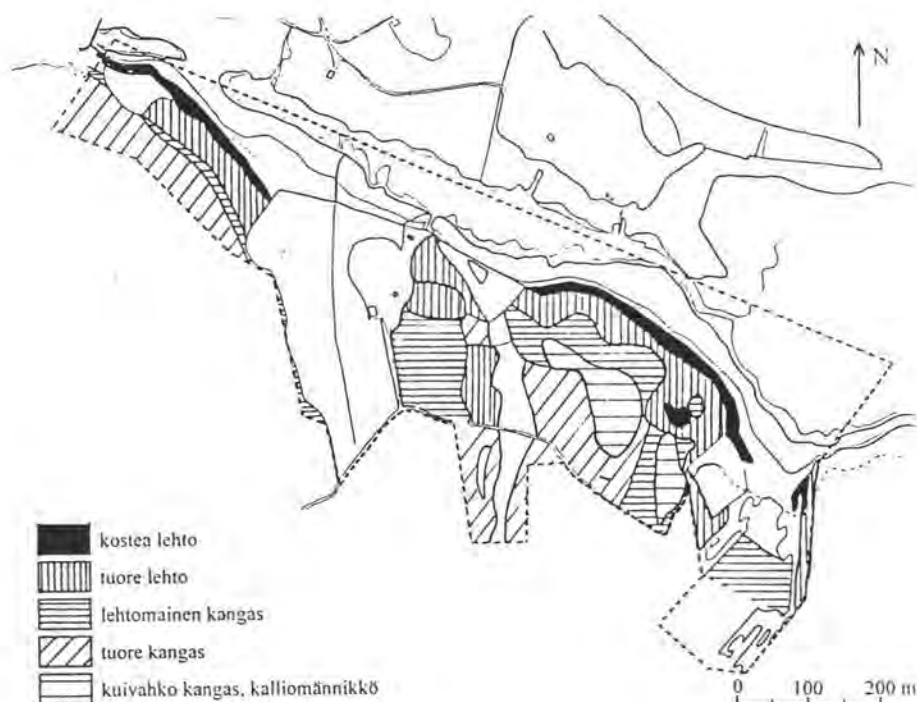 N
kostea lehto
tuore lehto
lehtomainen kangas
tuore kangas
kuivahko kangas, kalliomännikkö
0 100 200 m